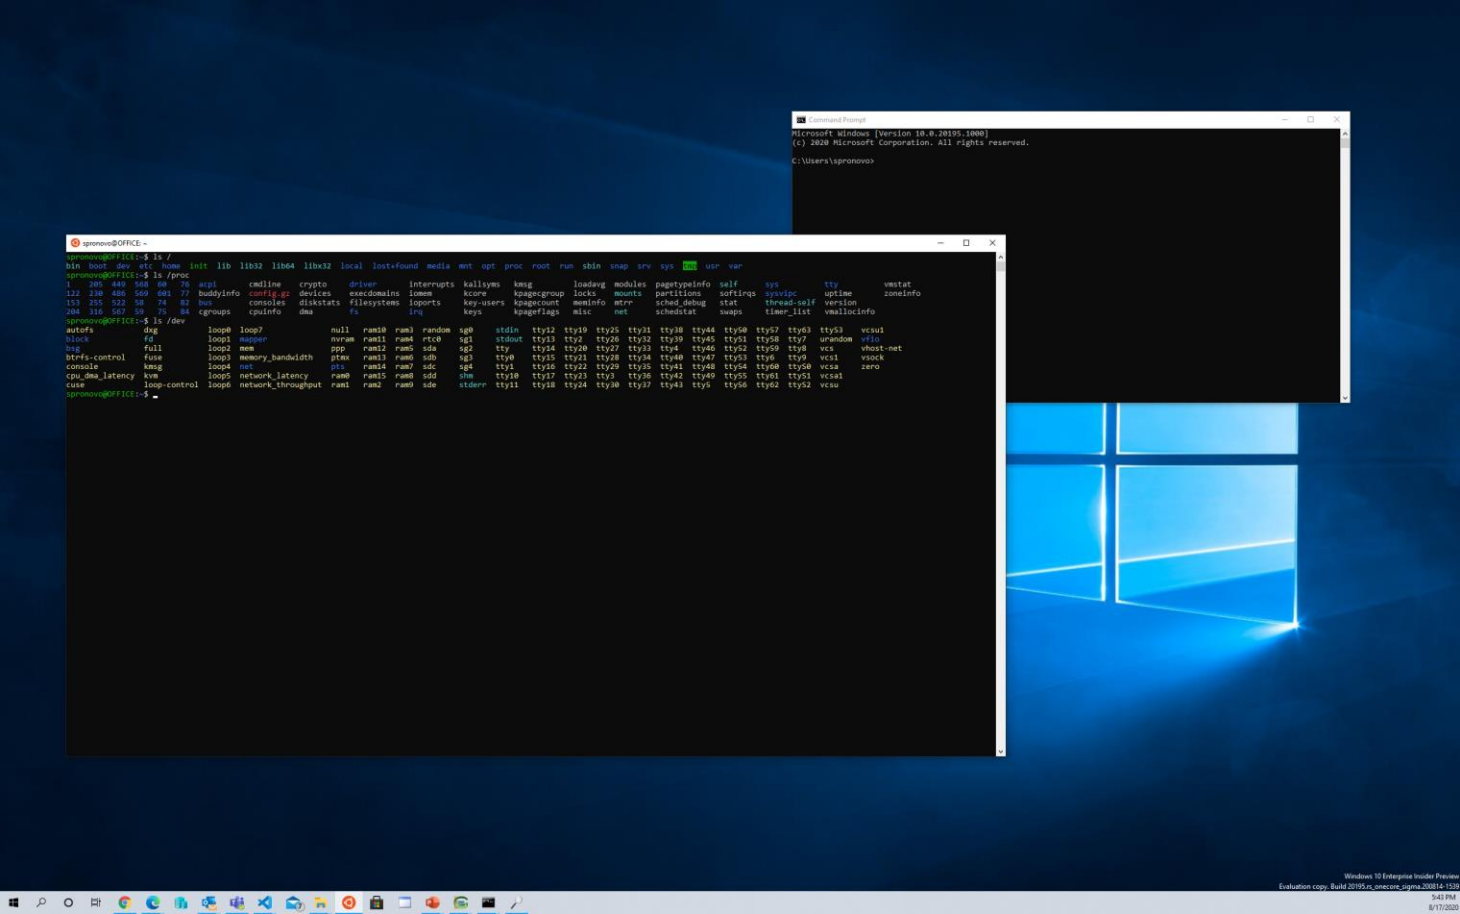 Command Prompt
Microsoft Windows [Version 10.0.20195.1000]
(c) 2020 Microsoft Corporation. All rights reserved.
C:\Users\spronovo>
spronovo@OFFICE: ~
spronovo@OFFICE:~$ ls /
bin boot dev etc home init lib lib32 lib64 libx32 local lost+found media mnt opt proc root run sbin snap srv sys tmp usr var
spronovo@OFFICE:~$ ls /proc
1 205 449 568 60 76 acpi cmdline crypto driver interrupts kallsyms kmsg loadavg modules pagetypeinfo self sys tty vmstat
122 230 486 569 601 77 buddyinfo config.gz devices execdomains iomem kcore kpagecgroup locks mounts partitions softirqs sysvipc uptime zoneinfo
153 255 522 58 74 82 bus consoles diskstats filesystems ioports key-users kpagecount meminfo mtrr sched_debug stat thread-self version
204 316 567 59 75 84 cgroups cpuinfo dma fs irq keys kpageflags misc net schedstat swaps timer_list vmallocinfo
spronovo@OFFICE:~$ ls /dev
autofs dxg loop0 loop7 null ram10 ram3 random sg0 stdin tty12 tty19 tty25 tty31 tty38 tty44 tty50 tty57 tty63 ttyS3 vcsu1
block fd loop1 mapper nvram ram11 ram4 rtc0 sg1 stdout tty13 tty2 tty26 tty32 tty39 tty45 tty51 tty58 tty7 urandom vfio
bsg full loop2 mem ppp ram12 ram5 sda sg2 tty tty14 tty20 tty27 tty33 tty4 tty46 tty52 tty59 tty8 vcs vhost-net
btrfs-control fuse loop3 memory_bandwidth ptmx ram13 ram6 sdb sg3 tty0 tty15 tty21 tty28 tty34 tty40 tty47 tty53 tty6 tty9 vcs1 vsock
console kmsg loop4 net pts ram14 ram7 sdc sg4 tty1 tty16 tty22 tty29 tty35 tty41 tty48 tty54 tty60 ttyS0 vcsa zero
cpu_dma_latency kvm loop5 network_latency ram0 ram15 ram8 sdd shm tty10 tty17 tty23 tty3 tty36 tty42 tty49 tty55 tty61 ttyS1 vcsa1
cuse loop-control loop6 network_throughput ram1 ram2 ram9 sde stderr tty11 tty18 tty24 tty30 tty37 tty43 tty5 tty56 tty62 ttyS2 vcsu
spronovo@OFFICE:~$
Windows 10 Enterprise Insider Preview
Evaluation copy. Build 20195.rs_onecore_sigma.200814-1539
5:43 PM
8/17/2020